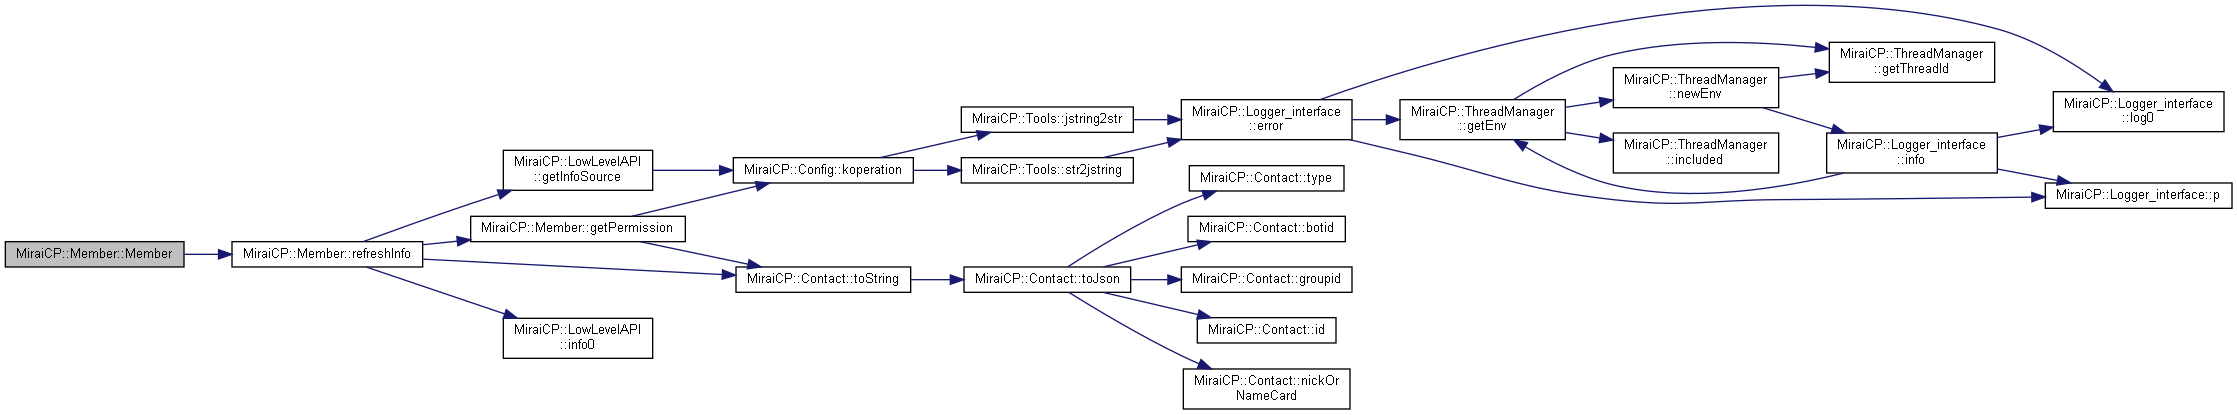 MiraiCP::Member::Member
MiraiCP::Member::refreshInfo
MiraiCP::LowLevelAPI
::getInfoSource
MiraiCP::Member::getPermission
MiraiCP::LowLevelAPI
::info0
MiraiCP::Config::koperation
MiraiCP::Contact::toString
MiraiCP::Tools::jstring2str
MiraiCP::Tools::str2jstring
MiraiCP::Contact::toJson
MiraiCP::Logger_interface
::error
MiraiCP::Contact::type
MiraiCP::Contact::botid
MiraiCP::Contact::groupid
MiraiCP::Contact::id
MiraiCP::Contact::nickOr
NameCard
MiraiCP::ThreadManager
::getEnv
MiraiCP::ThreadManager
::newEnv
MiraiCP::ThreadManager
::included
MiraiCP::ThreadManager
::getThreadId
MiraiCP::Logger_interface
::info
MiraiCP::Logger_interface
::log0
MiraiCP::Logger_interface::p